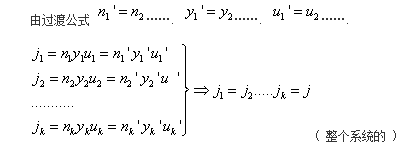 由过渡公式 n₁'=n₂...... . y₁'=y₂...... . u₁'=u₂...... .
j₁=n₁y₁u₁=n₁'y₁'u₁'
j₂=n₂y₂u₂=n₂'y₂'u '
...........
jₖ=nₖyₖuₖ=nₖ'yₖ'uₖ'
⇒j₁=j₂.....jₖ=j
（ 整个系统的 ）